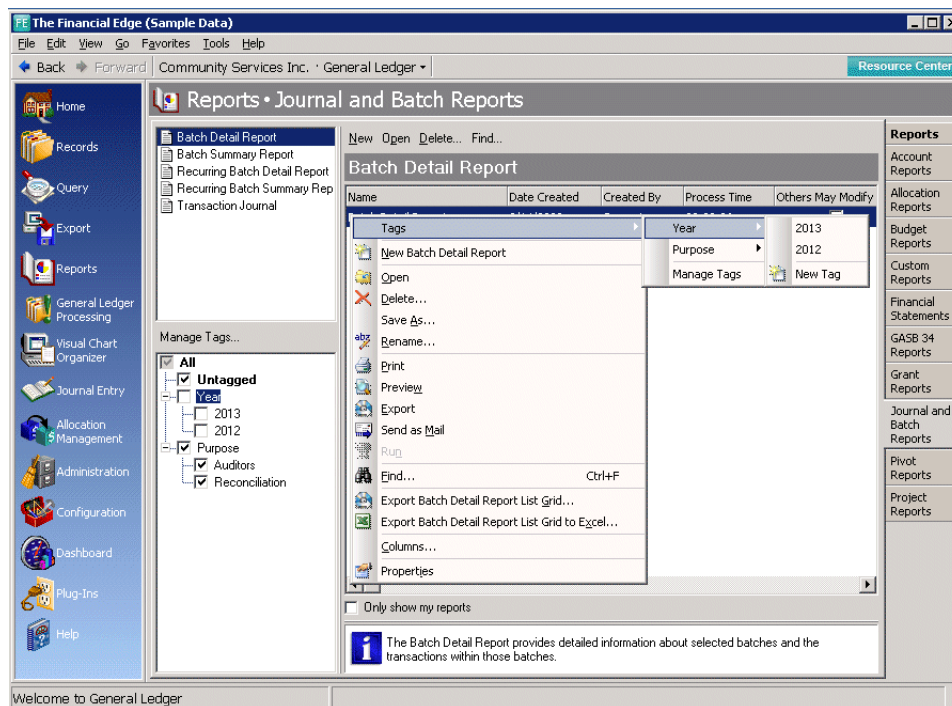 FE The Financial Edge (Sample Data)
File Edit View Go Favorites Tools Help
Back Forward Community Services Inc. · General Ledger Resource Center
Reports • Journal and Batch Reports
Home
Records
Query
Export
Reports
General Ledger
Processing
Visual Chart
Organizer
Journal Entry
Allocation
Management
Administration
Configuration
Dashboard
Plug-Ins
Help
Batch Detail Report
Batch Summary Report
Recurring Batch Detail Report
Recurring Batch Summary Rep
Transaction Journal
Manage Tags...
All
Untagged
Year
2013
2012
Purpose
Auditors
Reconciliation
New Open Delete... Find...
Batch Detail Report
Name Date Created Created By Process Time Others May Modify
Tags
New Batch Detail Report
Open
Delete...
Save As...
Rename...
Print
Preview
Export
Send as Mail
Run
Find... Ctrl+F
Export Batch Detail Report List Grid...
Export Batch Detail Report List Grid to Excel...
Columns...
Properties
Year
Purpose
Manage Tags
2013
2012
New Tag
Only show my reports
The Batch Detail Report provides detailed information about selected batches and the
transactions within those batches.
Reports
Account
Reports
Allocation
Reports
Budget
Reports
Custom
Reports
Financial
Statements
GASB 34
Reports
Grant
Reports
Journal and
Batch
Reports
Pivot
Reports
Project
Reports
Welcome to General Ledger